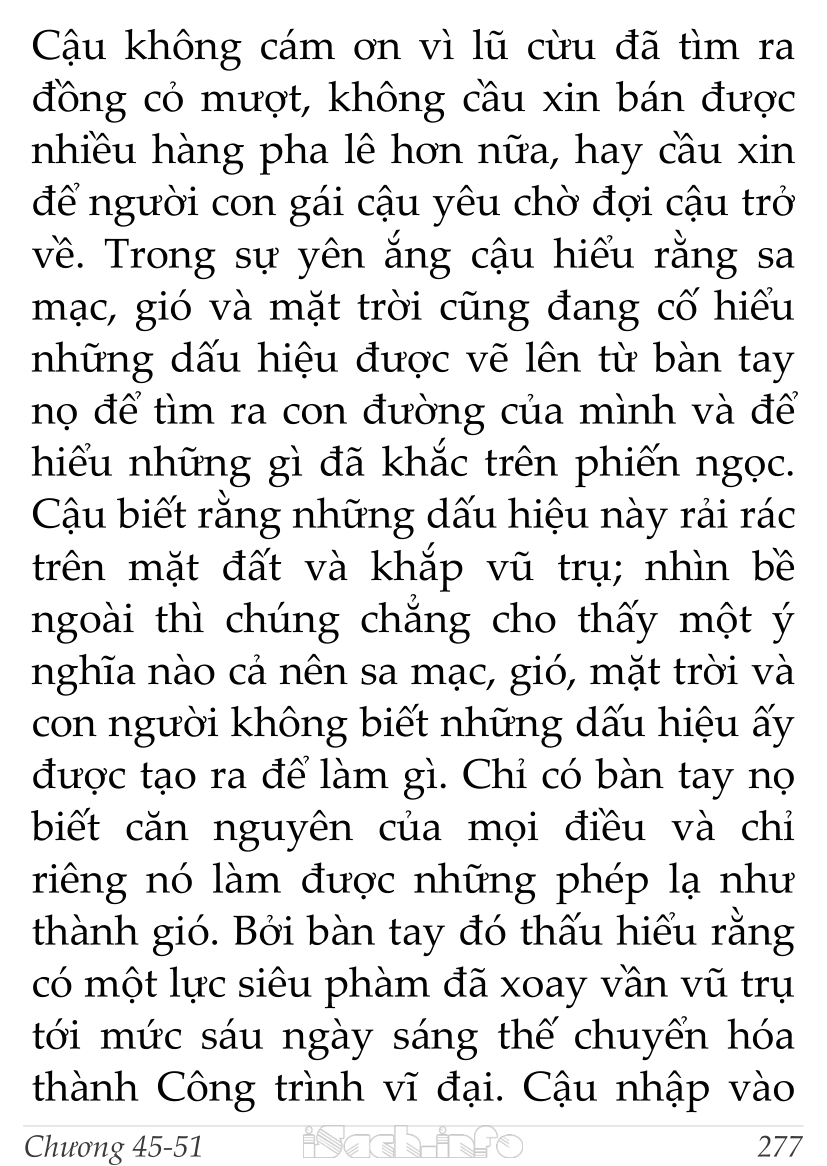 Cậu không cám ơn vì lũ cừu đã tìm ra
đồng cỏ mượt, không cầu xin bán được
nhiều hàng pha lê hơn nữa, hay cầu xin
để người con gái cậu yêu chờ đợi cậu trở
về. Trong sự yên ắng cậu hiểu rằng sa
mạc, gió và mặt trời cũng đang cố hiểu
những dấu hiệu được vẽ lên từ bàn tay
nọ để tìm ra con đường của mình và để
hiểu những gì đã khắc trên phiến ngọc.
Cậu biết rằng những dấu hiệu này rải rác
trên mặt đất và khắp vũ trụ; nhìn bề
ngoài thì chúng chẳng cho thấy một ý
nghĩa nào cả nên sa mạc, gió, mặt trời và
con người không biết những dấu hiệu ấy
được tạo ra để làm gì. Chỉ có bàn tay nọ
biết căn nguyên của mọi điều và chỉ
riêng nó làm được những phép lạ như
thành gió. Bởi bàn tay đó thấu hiểu rằng
có một lực siêu phàm đã xoay vần vũ trụ
tới mức sáu ngày sáng thế chuyển hóa
thành Công trình vĩ đại. Cậu nhập vào
Chương 45-51 iSach.info 277